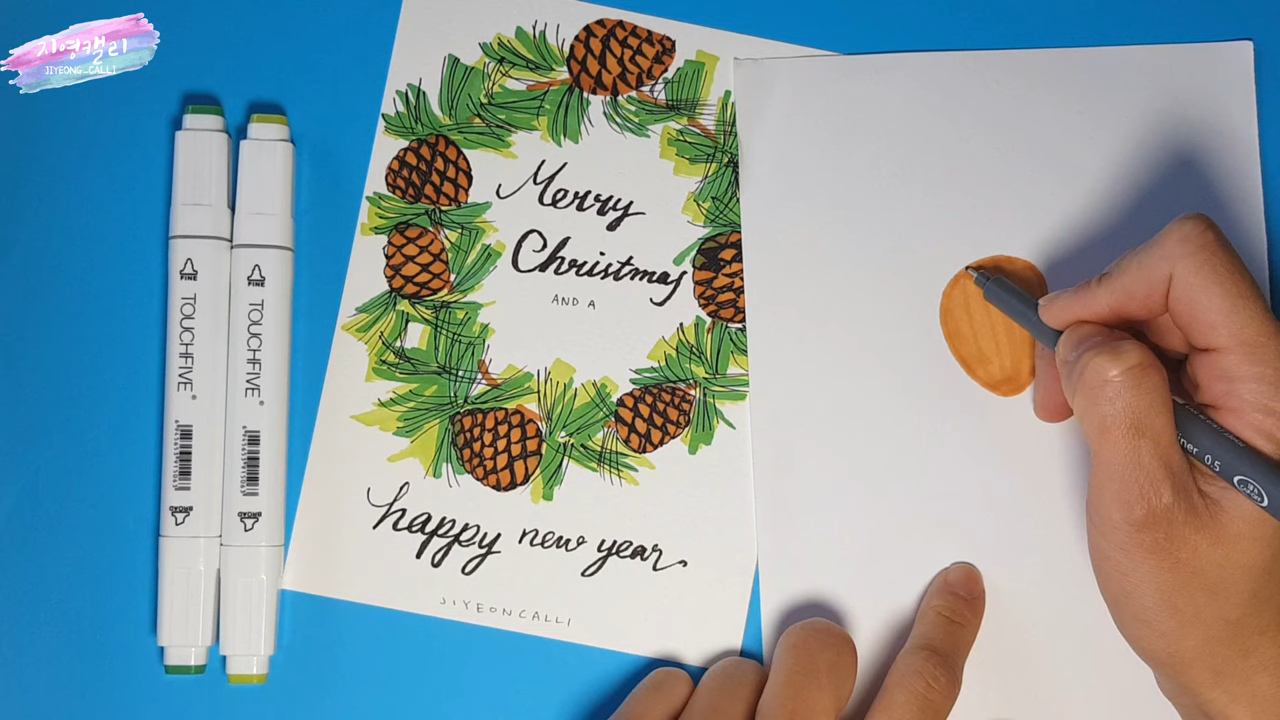 지영캘리
JIYEONG_CALLI
FINE
TOUCHFIVE®
BROAD
FINE
TOUCHFIVE®
BROAD
Merry
Christmas
AND A
happy new year
JIYEONCALLI
iner 0.5